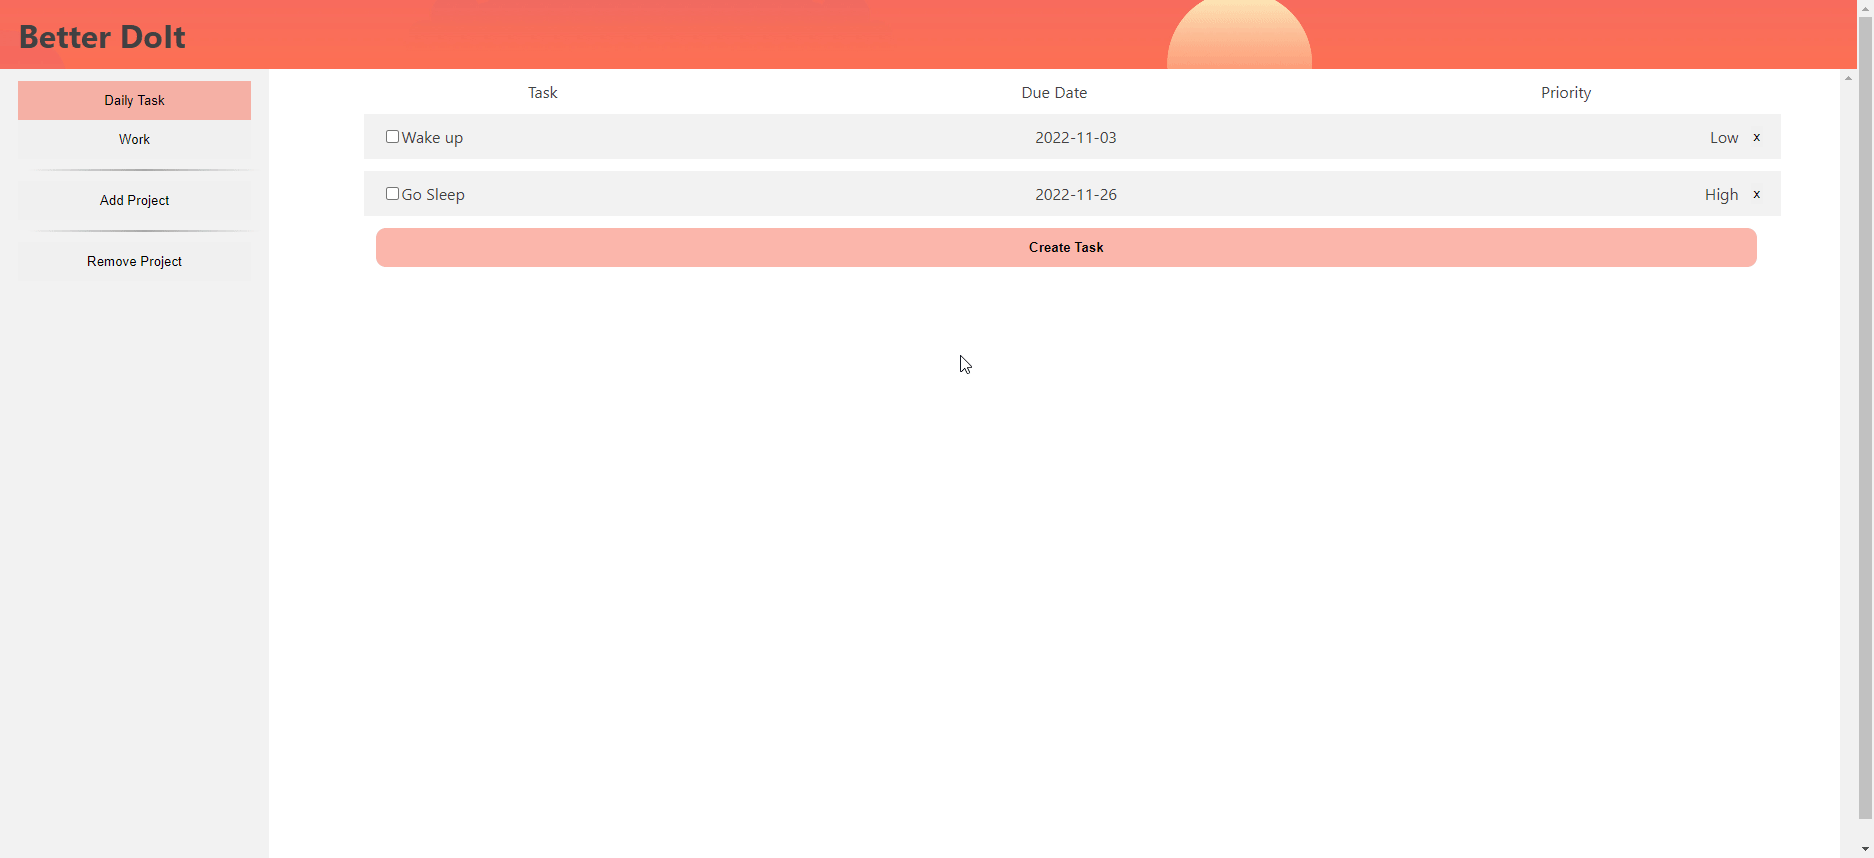 Better DoIt
Daily Task
Work
Add Project
Remove Project
Task Due Date Priority
Wake up 2022-11-03 Low x
Go Sleep 2022-11-26 High x
Create Task